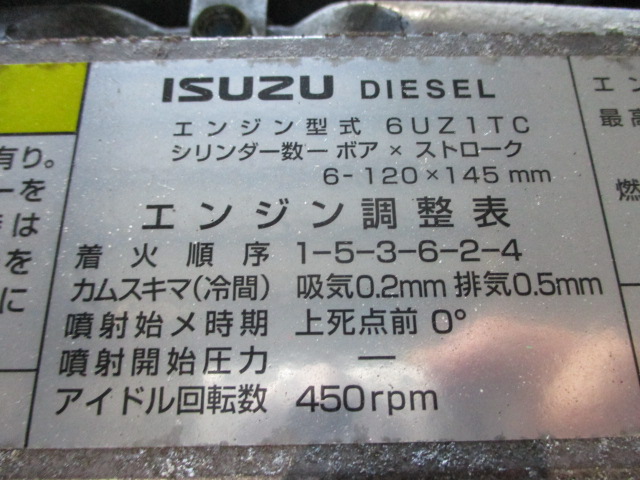 ISUZU DIESEL
エンジン型式 6UZ1TC
シリンダー数ーボア×ストローク
6-120×145mm
エンジン調整表
着火順序 1-5-3-6-2-4
カムスキマ(冷間) 吸気0.2mm 排気0.5mm
噴射始メ時期 上死点前 0°
噴射開始圧力 —
アイドル回転数 450rpm
有り。
ーを
は
を
に
エン
最高
燃